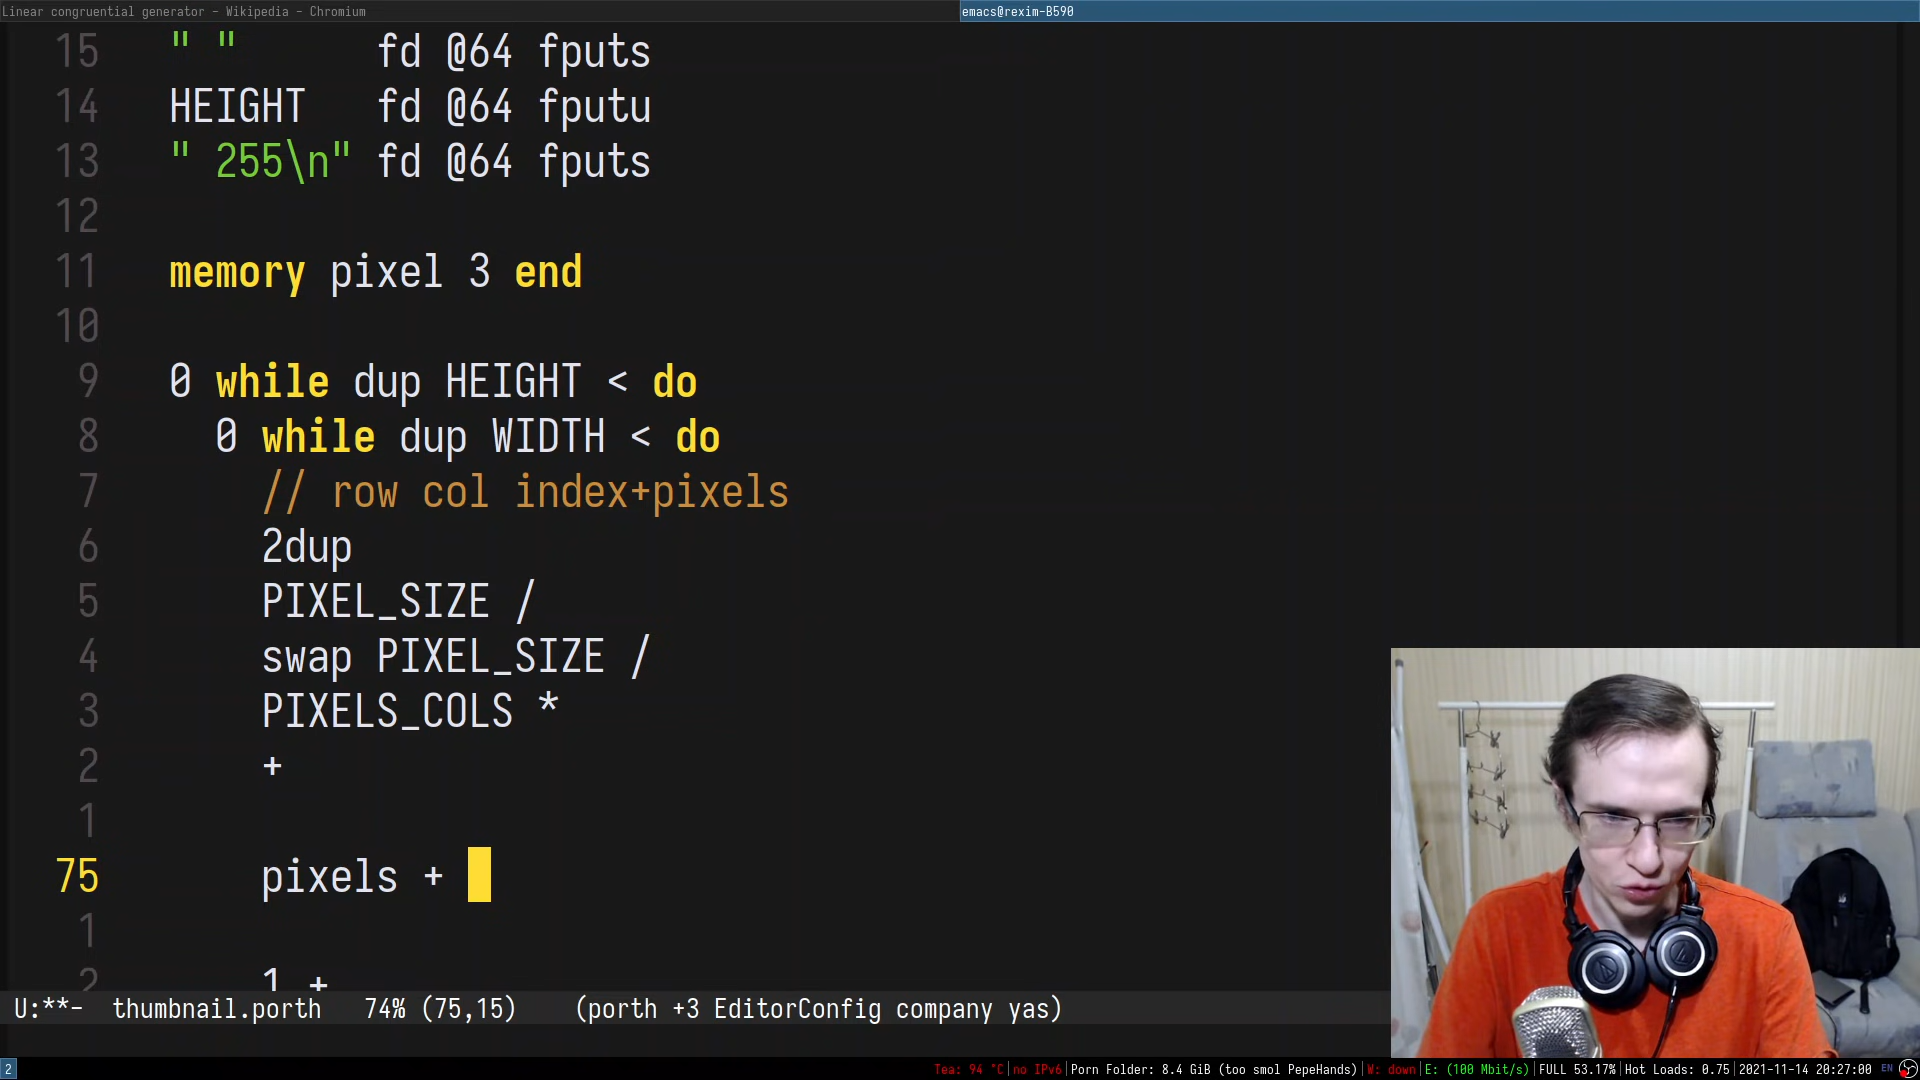 Linear congruential generator - Wikipedia - Chromium
emacs@rexim-B590
15 " " fd @64 fputs
14 HEIGHT fd @64 fputu
13 " 255\n" fd @64 fputs
12
11 memory pixel 3 end
10
9 0 while dup HEIGHT < do
8 0 while dup WIDTH < do
7 // row col index+pixels
6 2dup
5 PIXEL_SIZE /
4 swap PIXEL_SIZE /
3 PIXELS_COLS *
2 +
1
75 pixels +
1
2 1 +
U:**- thumbnail.porth 74% (75,15) (porth +3 EditorConfig company yas)
2 Tea: 94 °C|no IPv6|Porn Folder: 8.4 GiB (too smol PepeHands)|W: down|E: (100 Mbit/s)|FULL 53.17%|Hot Loads: 0.75|2021-11-14 20:27:00 EN